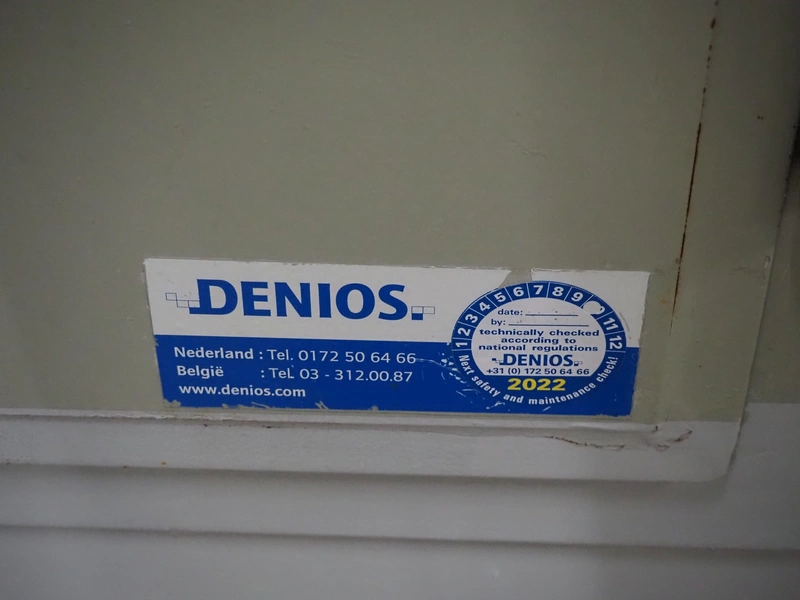 DENIOS.
Nederland : Tel. 0172 50 64 66
België : Tel. 03 - 312.00.87
www.denios.com
1 2 3 4 5 6 7 8 9 11 12
date:
by:
technically checked
according to
national regulations
DENIOS.
+31 (0) 172 50 64 66
2022
Next safety and maintenance check!